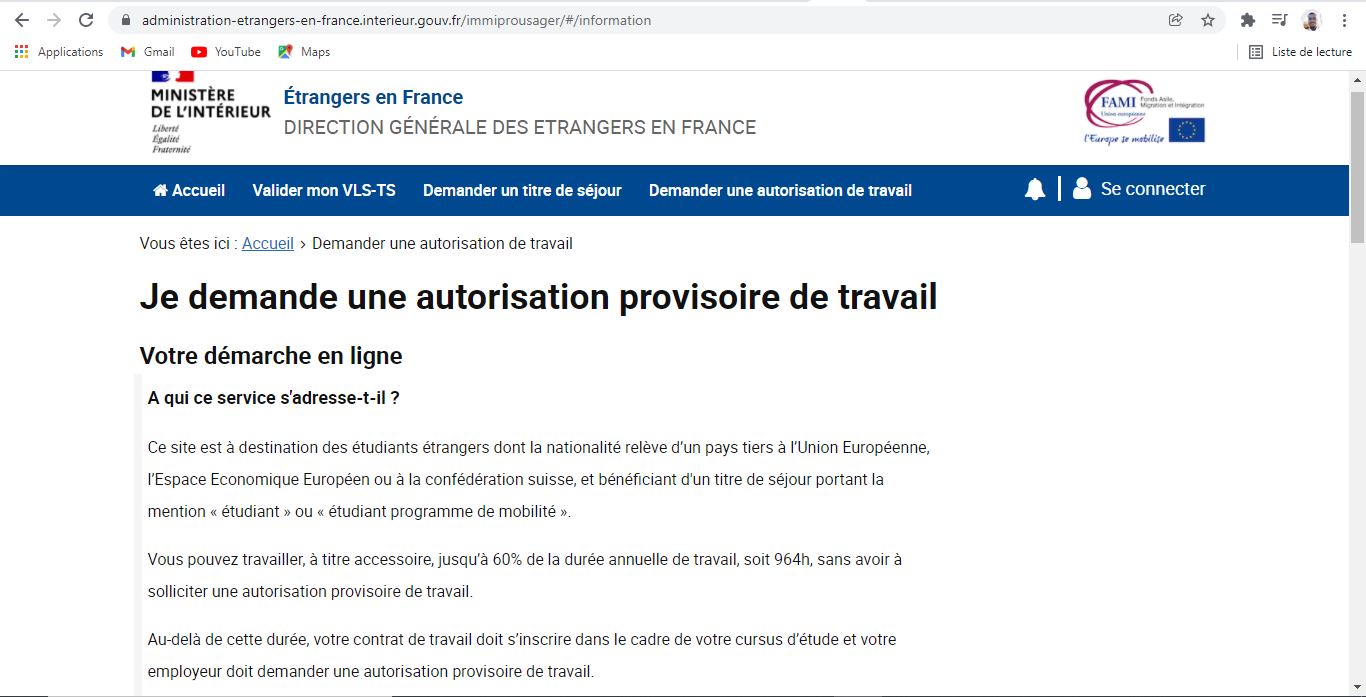 administration-etrangers-en-france.interieur.gouv.fr/immiprousager/#/information
Applications
Gmail
YouTube
Maps
Liste de lecture
MINISTÈRE
DE L'INTÉRIEUR
Liberté
Égalité
Fraternité
Étrangers en France
DIRECTION GÉNÉRALE DES ETRANGERS EN FRANCE
FAMI
Fonds Asile,
Migration et Intégration
Union européenne
l'Europe se mobilise
Accueil
Valider mon VLS-TS
Demander un titre de séjour
Demander une autorisation de travail
Se connecter
Vous êtes ici : Accueil › Demander une autorisation de travail
Je demande une autorisation provisoire de travail
Votre démarche en ligne
A qui ce service s'adresse-t-il ?
Ce site est à destination des étudiants étrangers dont la nationalité relève d’un pays tiers à l’Union Européenne,
l’Espace Economique Européen ou à la confédération suisse, et bénéficiant d'un titre de séjour portant la
mention « étudiant » ou « étudiant programme de mobilité ».
Vous pouvez travailler, à titre accessoire, jusqu’à 60% de la durée annuelle de travail, soit 964h, sans avoir à
solliciter une autorisation provisoire de travail.
Au-delà de cette durée, votre contrat de travail doit s’inscrire dans le cadre de votre cursus d’étude et votre
employeur doit demander une autorisation provisoire de travail.